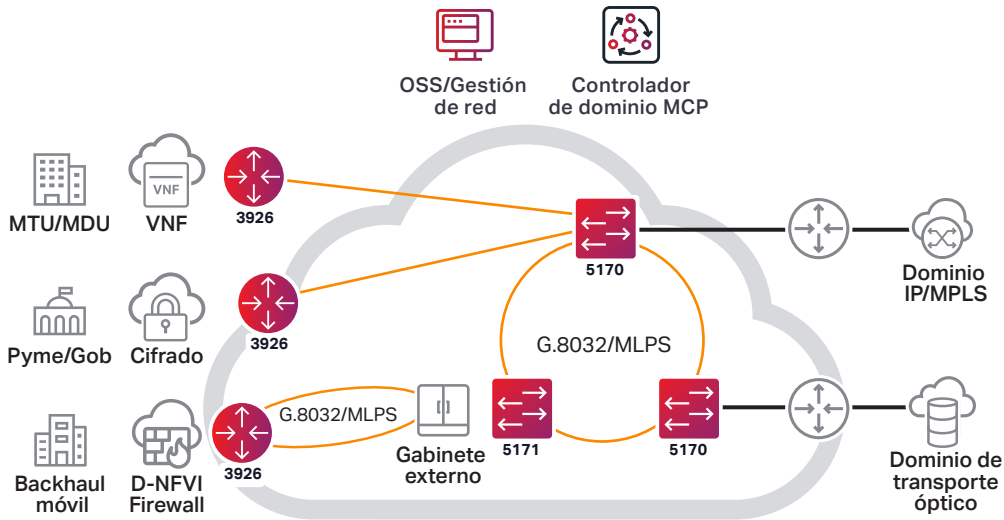 OSS/Gestión
de red
Controlador
de dominio MCP
MTU/MDU
VNF
VNF
3926
5170
Dominio
IP/MPLS
Pyme/Gob
Cifrado
3926
G.8032/MLPS
G.8032/MLPS
Backhaul
móvil
D-NFVI
Firewall
3926
Gabinete
externo
5171
5170
Dominio de
transporte
óptico